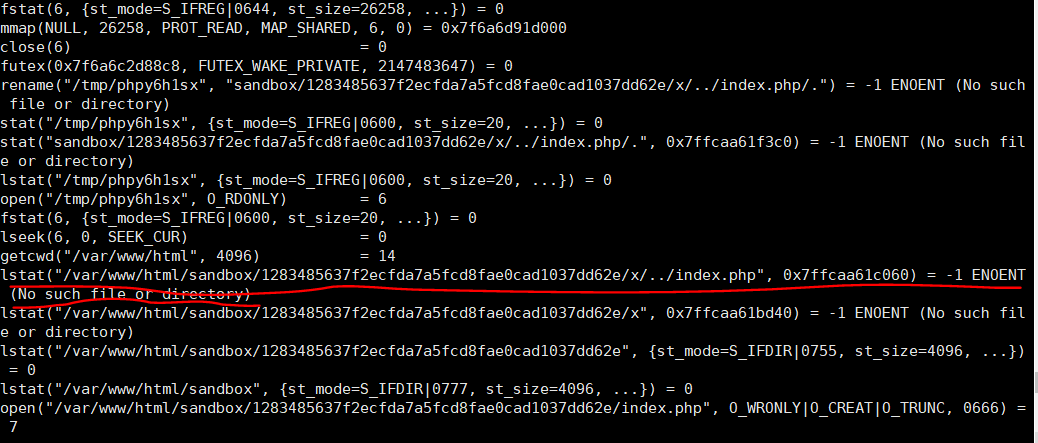 fstat(6, {st_mode=S_IFREG|0644, st_size=26258, ...}) = 0
mmap(NULL, 26258, PROT_READ, MAP_SHARED, 6, 0) = 0x7f6a6d91d000
close(6)                                = 0
futex(0x7f6a6c2d88c8, FUTEX_WAKE_PRIVATE, 2147483647) = 0
rename("/tmp/phpy6h1sx", "sandbox/1283485637f2ecfda7a5fcd8fae0cad1037dd62e/x/../index.php/.") = -1 ENOENT (No such
 file or directory)
stat("/tmp/phpy6h1sx", {st_mode=S_IFREG|0600, st_size=20, ...}) = 0
stat("sandbox/1283485637f2ecfda7a5fcd8fae0cad1037dd62e/x/../index.php/.", 0x7ffcaa61f3c0) = -1 ENOENT (No such fil
e or directory)
lstat("/tmp/phpy6h1sx", {st_mode=S_IFREG|0600, st_size=20, ...}) = 0
open("/tmp/phpy6h1sx", O_RDONLY)        = 6
fstat(6, {st_mode=S_IFREG|0600, st_size=20, ...}) = 0
lseek(6, 0, SEEK_CUR)                   = 0
getcwd("/var/www/html", 4096)           = 14
lstat("/var/www/html/sandbox/1283485637f2ecfda7a5fcd8fae0cad1037dd62e/x/../index.php", 0x7ffcaa61c060) = -1 ENOENT
(No such file or directory)
lstat("/var/www/html/sandbox/1283485637f2ecfda7a5fcd8fae0cad1037dd62e/x", 0x7ffcaa61bd40) = -1 ENOENT (No such fil
e or directory)
lstat("/var/www/html/sandbox/1283485637f2ecfda7a5fcd8fae0cad1037dd62e", {st_mode=S_IFDIR|0755, st_size=4096, ...})
 = 0
lstat("/var/www/html/sandbox", {st_mode=S_IFDIR|0777, st_size=4096, ...}) = 0
open("/var/www/html/sandbox/1283485637f2ecfda7a5fcd8fae0cad1037dd62e/index.php", O_WRONLY|O_CREAT|O_TRUNC, 0666) =
 7